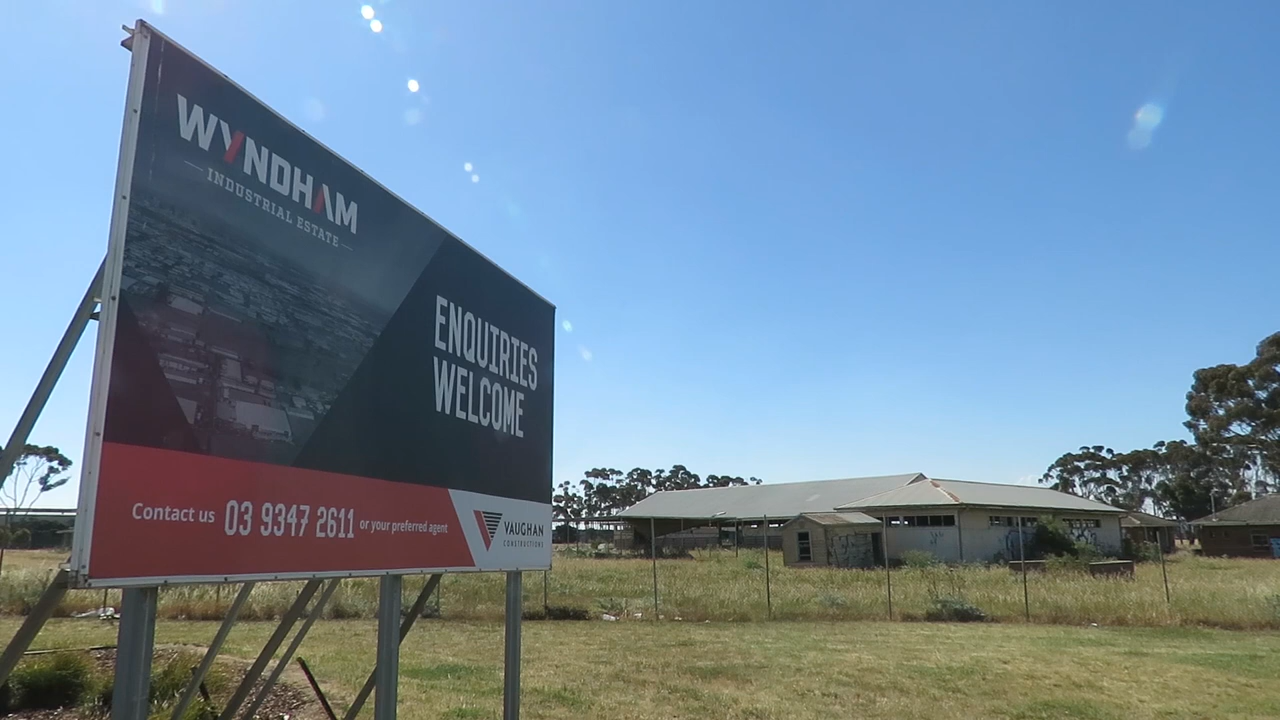 WYNDHAM
INDUSTRIAL ESTATE
ENQUIRIES
WELCOME
Contact us 03 9347 2611 or your preferred agent
VAUGHAN
CONSTRUCTIONS